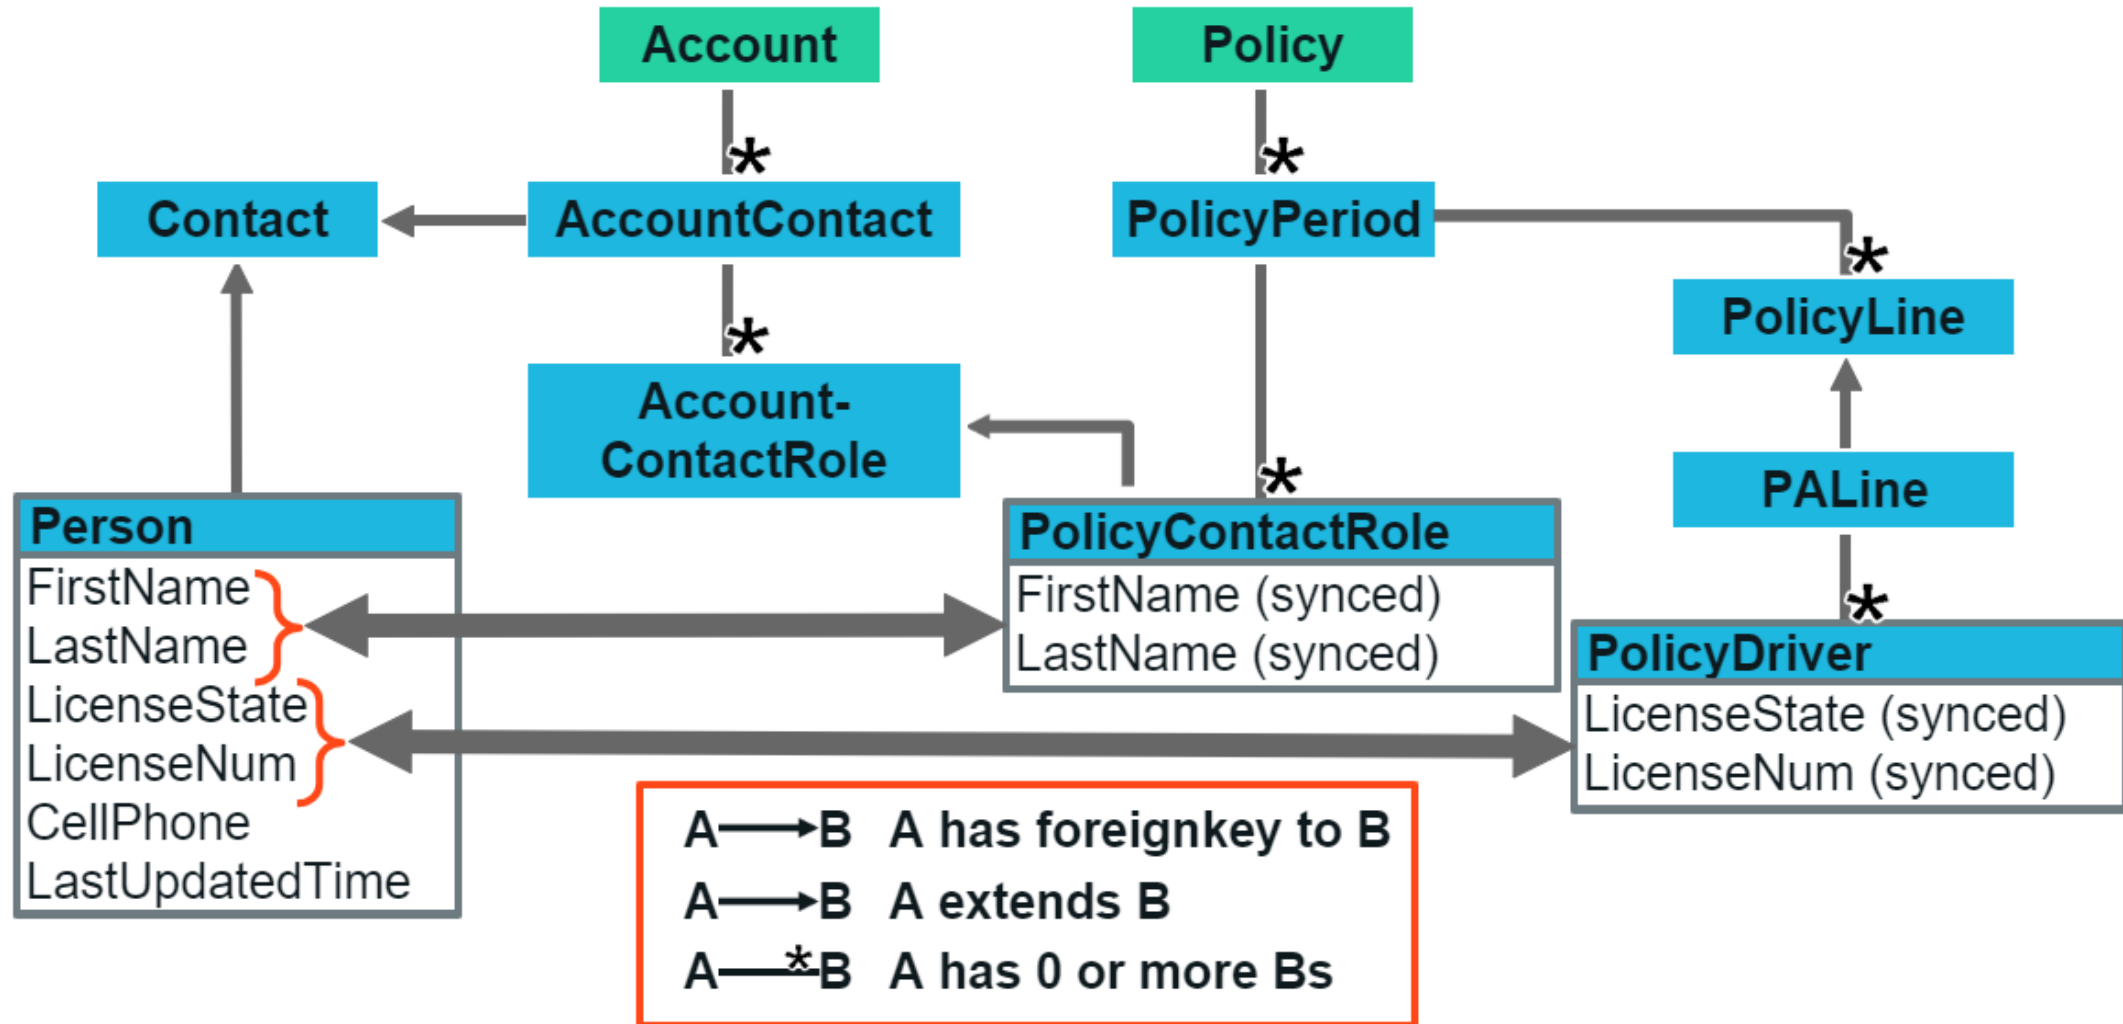 Account
Policy
*
*
Contact
AccountContact
PolicyPeriod
*
PolicyLine
*
Account-
ContactRole
*
PALine
Person
FirstName
LastName
LicenseState
LicenseNum
CellPhone
LastUpdatedTime
PolicyContactRole
FirstName (synced)
LastName (synced)
*
PolicyDriver
LicenseState (synced)
LicenseNum (synced)
A B A has foreignkey to B
A B A extends B
A * B A has 0 or more Bs